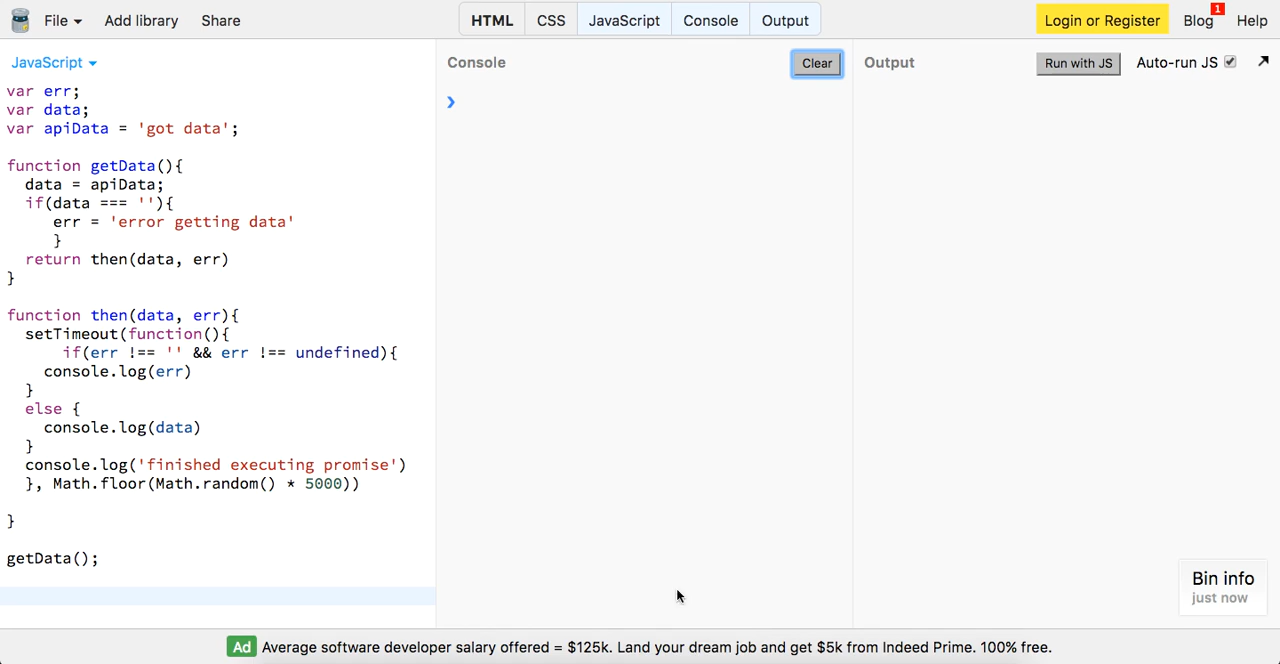 File Add library Share HTML CSS JavaScript Console Output Login or Register Blog 1 Help
JavaScript Console Clear Output Run with JS Auto-run JS
var err;
var data;
var apiData = 'got data';
function getData(){
data = apiData;
if(data === ''){
err = 'error getting data'
}
return then(data, err)
}
function then(data, err){
setTimeout(function(){
if(err !== '' && err !== undefined){
console.log(err)
}
else {
console.log(data)
}
console.log('finished executing promise')
}, Math.floor(Math.random() * 5000))
}
getData();
Bin info
just now
Ad Average software developer salary offered = $125k. Land your dream job and get $5k from Indeed Prime. 100% free.